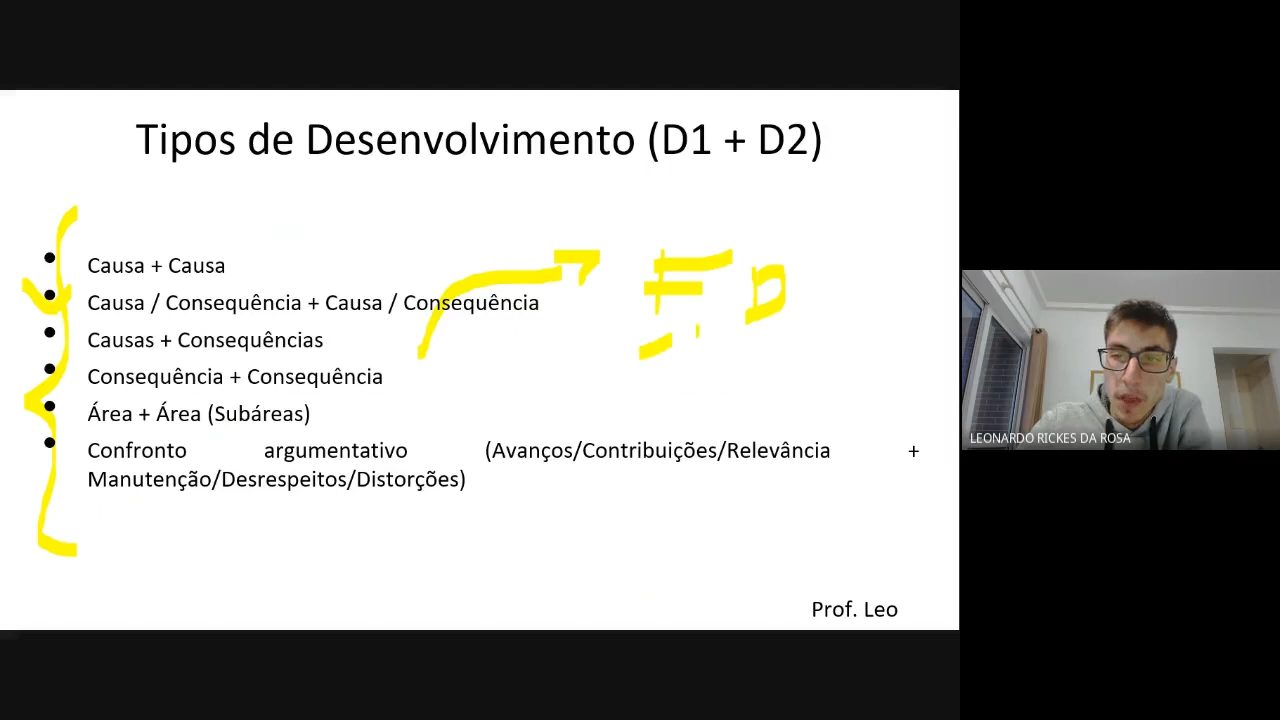 Tipos de Desenvolvimento (D1 + D2)
• Causa + Causa
• Causa / Consequência + Causa / Consequência
• Causas + Consequências
• Consequência + Consequência
• Área + Área (Subáreas)
• Confronto argumentativo (Avanços/Contribuições/Relevância +
Manutenção/Desrespeitos/Distorções)
LEONARDO RICKES DA ROSA
Prof. Leo